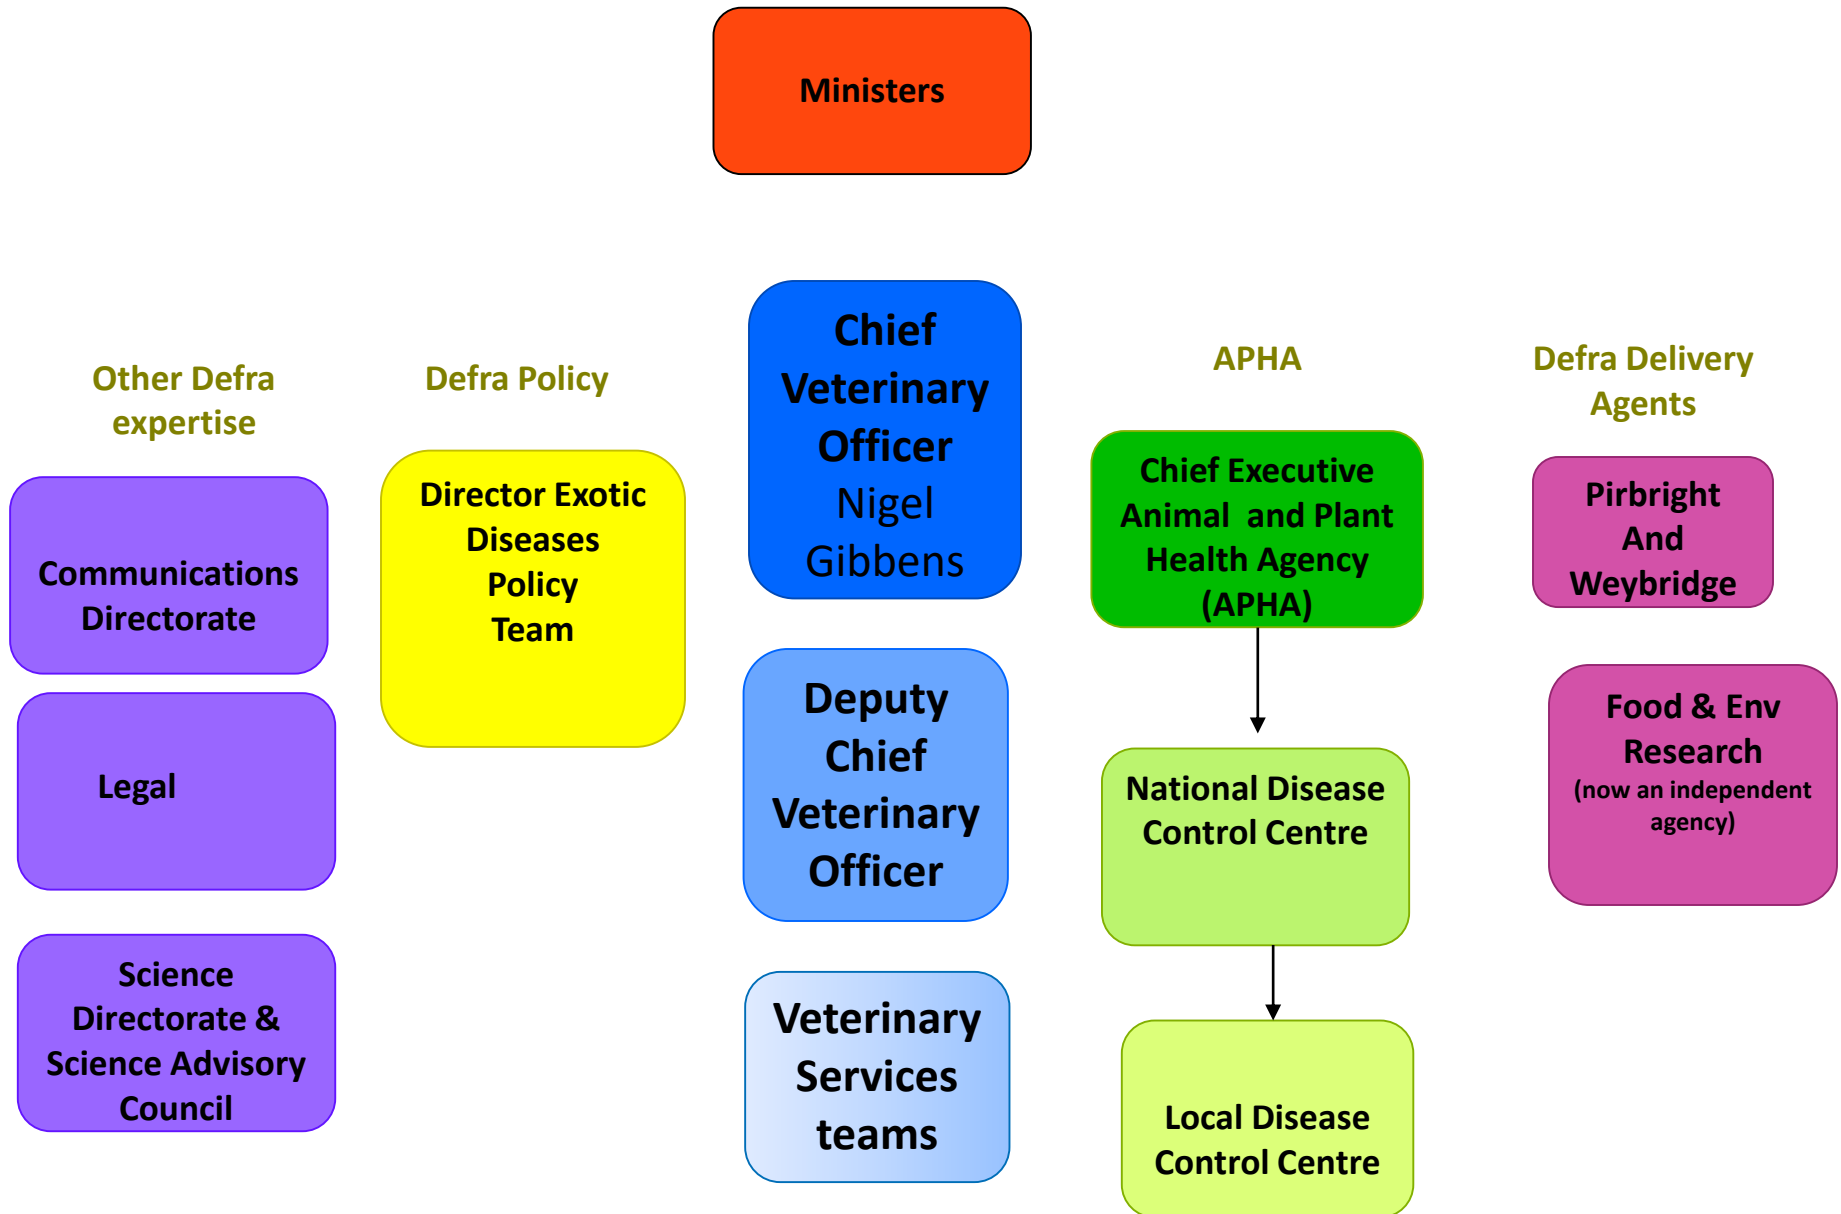 Ministers
Other Defra
expertise
Communications
Directorate
Legal
Science
Directorate &
Science Advisory
Council
Defra Policy
Director Exotic
Diseases
Policy
Team
Chief
Veterinary
Officer
Nigel
Gibbens
Deputy
Chief
Veterinary
Officer
Veterinary
Services
teams
APHA
Chief Executive
Animal  and Plant
Health Agency
(APHA)
National Disease
Control Centre
Local Disease
Control Centre
Defra Delivery
Agents
Pirbright
And
Weybridge
Food & Env
Research
(now an independent
agency)